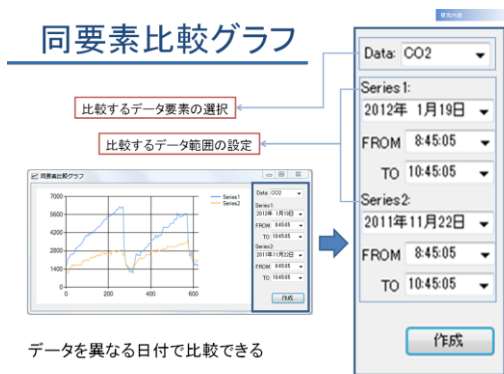 同要素比較グラフ
比較するデータ要素の選択
比較するデータ範囲の設定
同要素比較グラフ
7000
5600
4200
2800
1400
0
0
200
400
600
Series1
Series2
Data: CO2
Series1:
2012年 1月19日
FROM 8:45:05
TO 10:45:05
Series2:
2011年11月22日
FROM 8:45:05
TO 10:45:05
作成
Data: CO2
Series1:
2012年 1月19日
FROM 8:45:05
TO 10:45:05
Series2:
2011年11月22日
FROM 8:45:05
TO 10:45:05
作成
データを異なる日付で比較できる